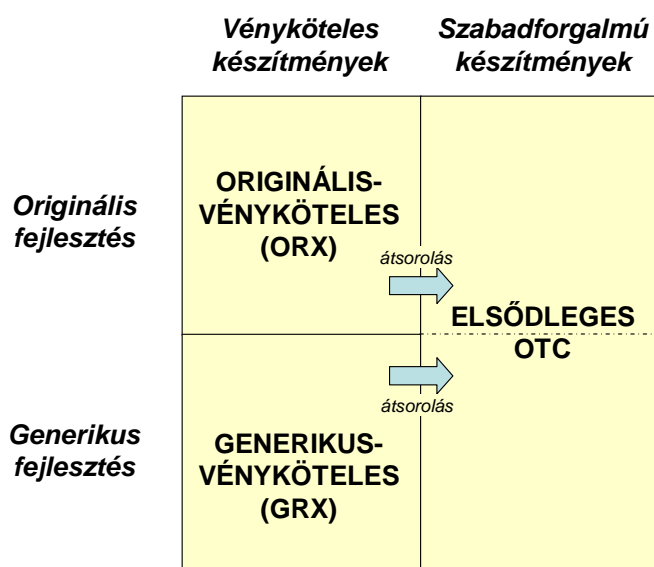 Vényköteles
készítmények
Szabadforgalmú
készítmények
Originális
fejlesztés
ORIGINÁLIS-
VÉNYKÖTELES
(ORX)
átsorolás
ELSŐDLEGES
OTC
átsorolás
Generikus
fejlesztés
GENERIKUS-
VÉNYKÖTELES
(GRX)